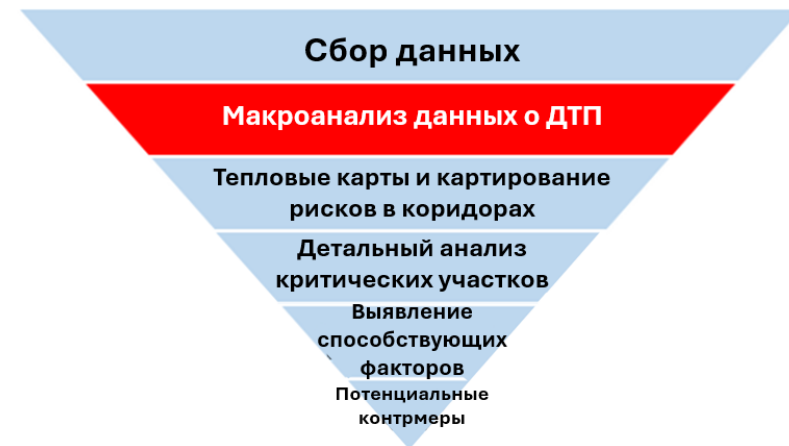 Сбор данных
Макроанализ данных о ДТП
Тепловые карты и картирование
рисков в коридорах
Детальный анализ
критических участков
Выявление
способствующих
факторов
Потенциальные
контрмеры